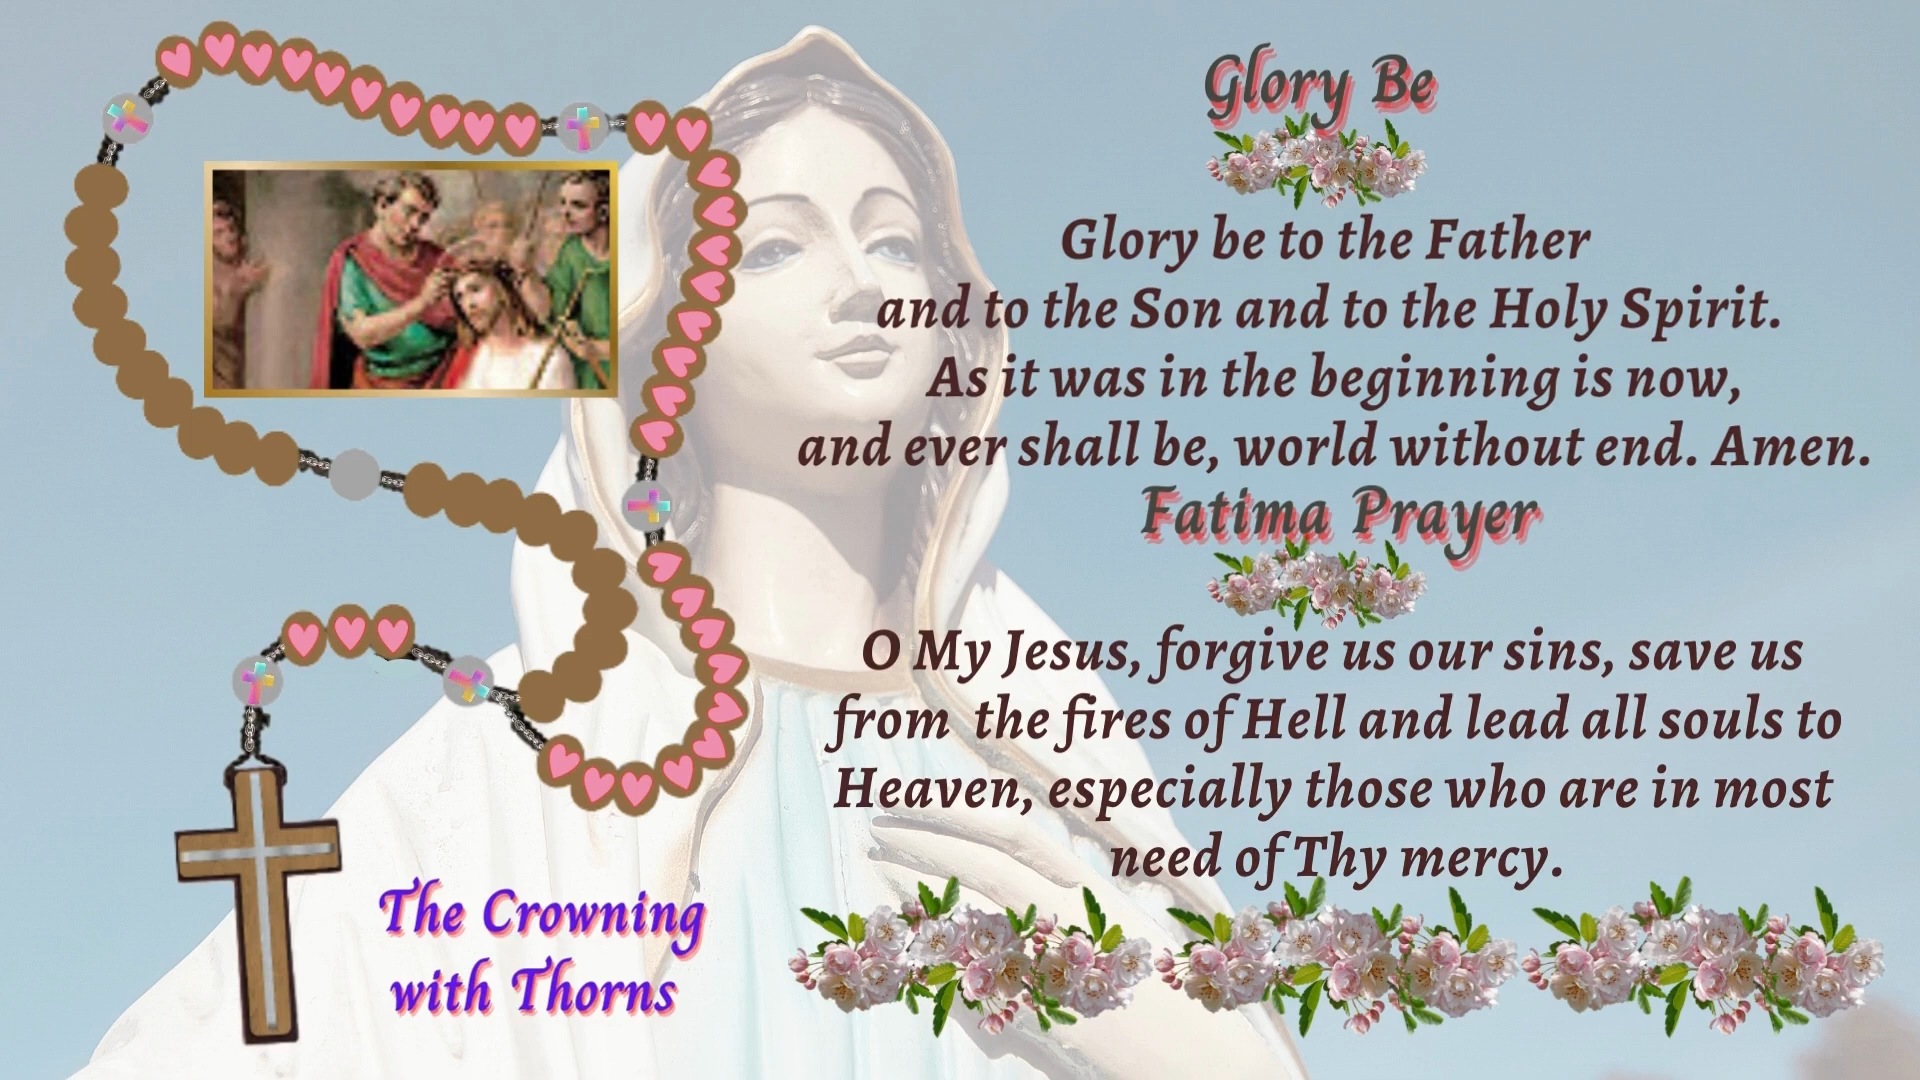 Glory Be
Glory be to the Father
and to the Son and to the Holy Spirit.
As it was in the beginning is now,
and ever shall be, world without end. Amen.
Fatima Prayer
O My Jesus, forgive us our sins, save us
from the fires of Hell and lead all souls to
Heaven, especially those who are in most
need of Thy mercy.
The Crowning
with Thorns